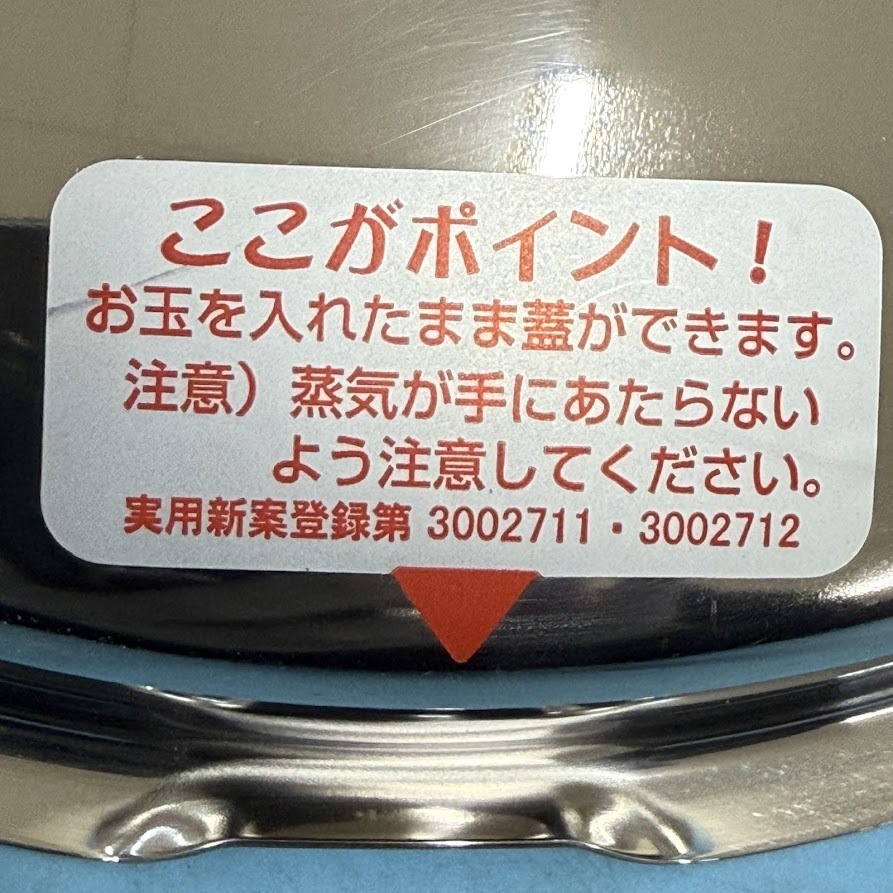 ここがポイント！
お玉を入れたまま蓋ができます。
注意）蒸気が手にあたらない
よう注意してください。
実用新案登録第 3002711・3002712